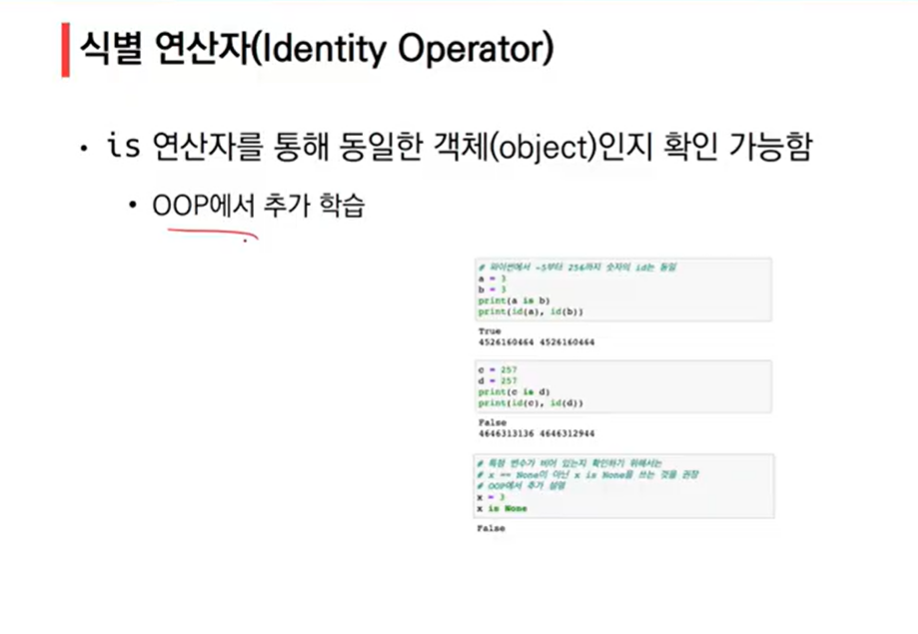 식별 연산자(Identity Operator)
• is 연산자를 통해 동일한 객체(object)인지 확인 가능함
• OOP에서 추가 학습
# 파이썬에서 -5부터 256까지 숫자의 id는 동일
a = 3
b = 3
print(a is b)
print(id(a), id(b))
True
4526160464 4526160464
c = 257
d = 257
print(c is d)
print(id(c), id(d))
False
4646313136 4646312944
# 특정 변수가 비어 있는지 확인하기 위해서는
# x == None이 아닌 x is None을 쓰는 것을 권장
# OOP에서 추가 설명
x = 3
x is None
False